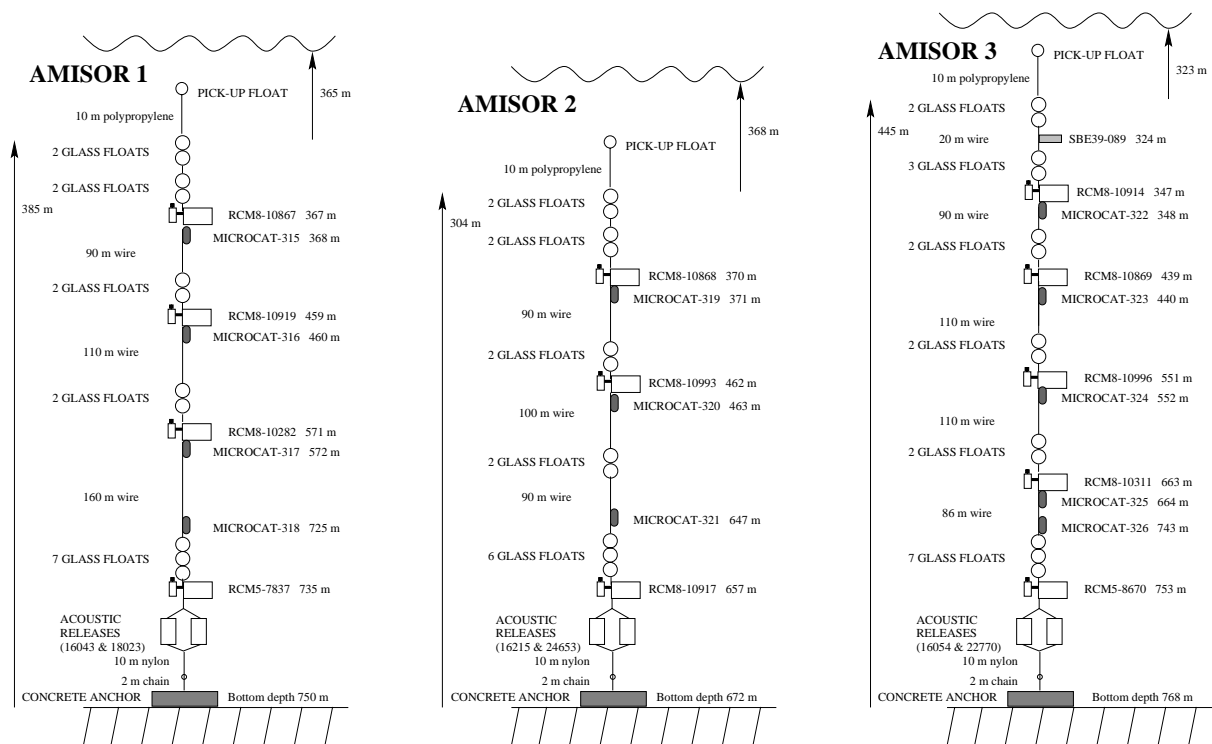 AMISOR 1
365 m
PICK-UP FLOAT
10 m polypropylene
2 GLASS FLOATS
2 GLASS FLOATS
385 m
RCM8-10867 367 m
MICROCAT-315 368 m
90 m wire
2 GLASS FLOATS
RCM8-10919 459 m
MICROCAT-316 460 m
110 m wire
2 GLASS FLOATS
RCM8-10282 571 m
MICROCAT-317 572 m
160 m wire
MICROCAT-318 725 m
7 GLASS FLOATS
RCM5-7837 735 m
ACOUSTIC
RELEASES
(16043 & 18023)
10 m nylon
2 m chain
CONCRETE ANCHOR
Bottom depth 750 m
AMISOR 2
368 m
PICK-UP FLOAT
10 m polypropylene
2 GLASS FLOATS
304 m
2 GLASS FLOATS
RCM8-10868 370 m
MICROCAT-319 371 m
90 m wire
2 GLASS FLOATS
RCM8-10993 462 m
MICROCAT-320 463 m
100 m wire
2 GLASS FLOATS
90 m wire
MICROCAT-321 647 m
6 GLASS FLOATS
RCM8-10917 657 m
ACOUSTIC
RELEASES
(16215 & 24653)
10 m nylon
2 m chain
CONCRETE ANCHOR
Bottom depth 672 m
AMISOR 3
PICK-UP FLOAT
323 m
10 m polypropylene
2 GLASS FLOATS
445 m
20 m wire
SBE39-089 324 m
3 GLASS FLOATS
RCM8-10914 347 m
90 m wire
MICROCAT-322 348 m
2 GLASS FLOATS
RCM8-10869 439 m
MICROCAT-323 440 m
110 m wire
2 GLASS FLOATS
RCM8-10996 551 m
MICROCAT-324 552 m
110 m wire
2 GLASS FLOATS
RCM8-10311 663 m
MICROCAT-325 664 m
86 m wire
MICROCAT-326 743 m
7 GLASS FLOATS
RCM5-8670 753 m
ACOUSTIC
RELEASES
(16054 & 22770)
10 m nylon
2 m chain
CONCRETE ANCHOR
Bottom depth 768 m